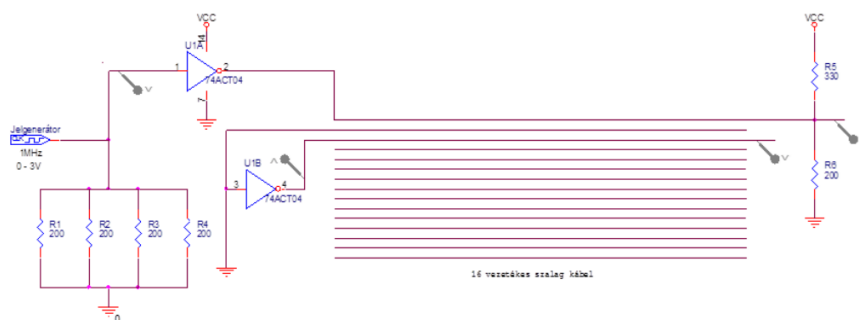 VCC
14
U1A
1
2
74ACT04
7
V
Jelgenerátor
1MHz
0 - 3V
R1
200
R2
200
R3
200
R4
200
0
V
U1B
3
4
74ACT04
V
VCC
R5
330
R6
200
16 vezetékes szalag kábel